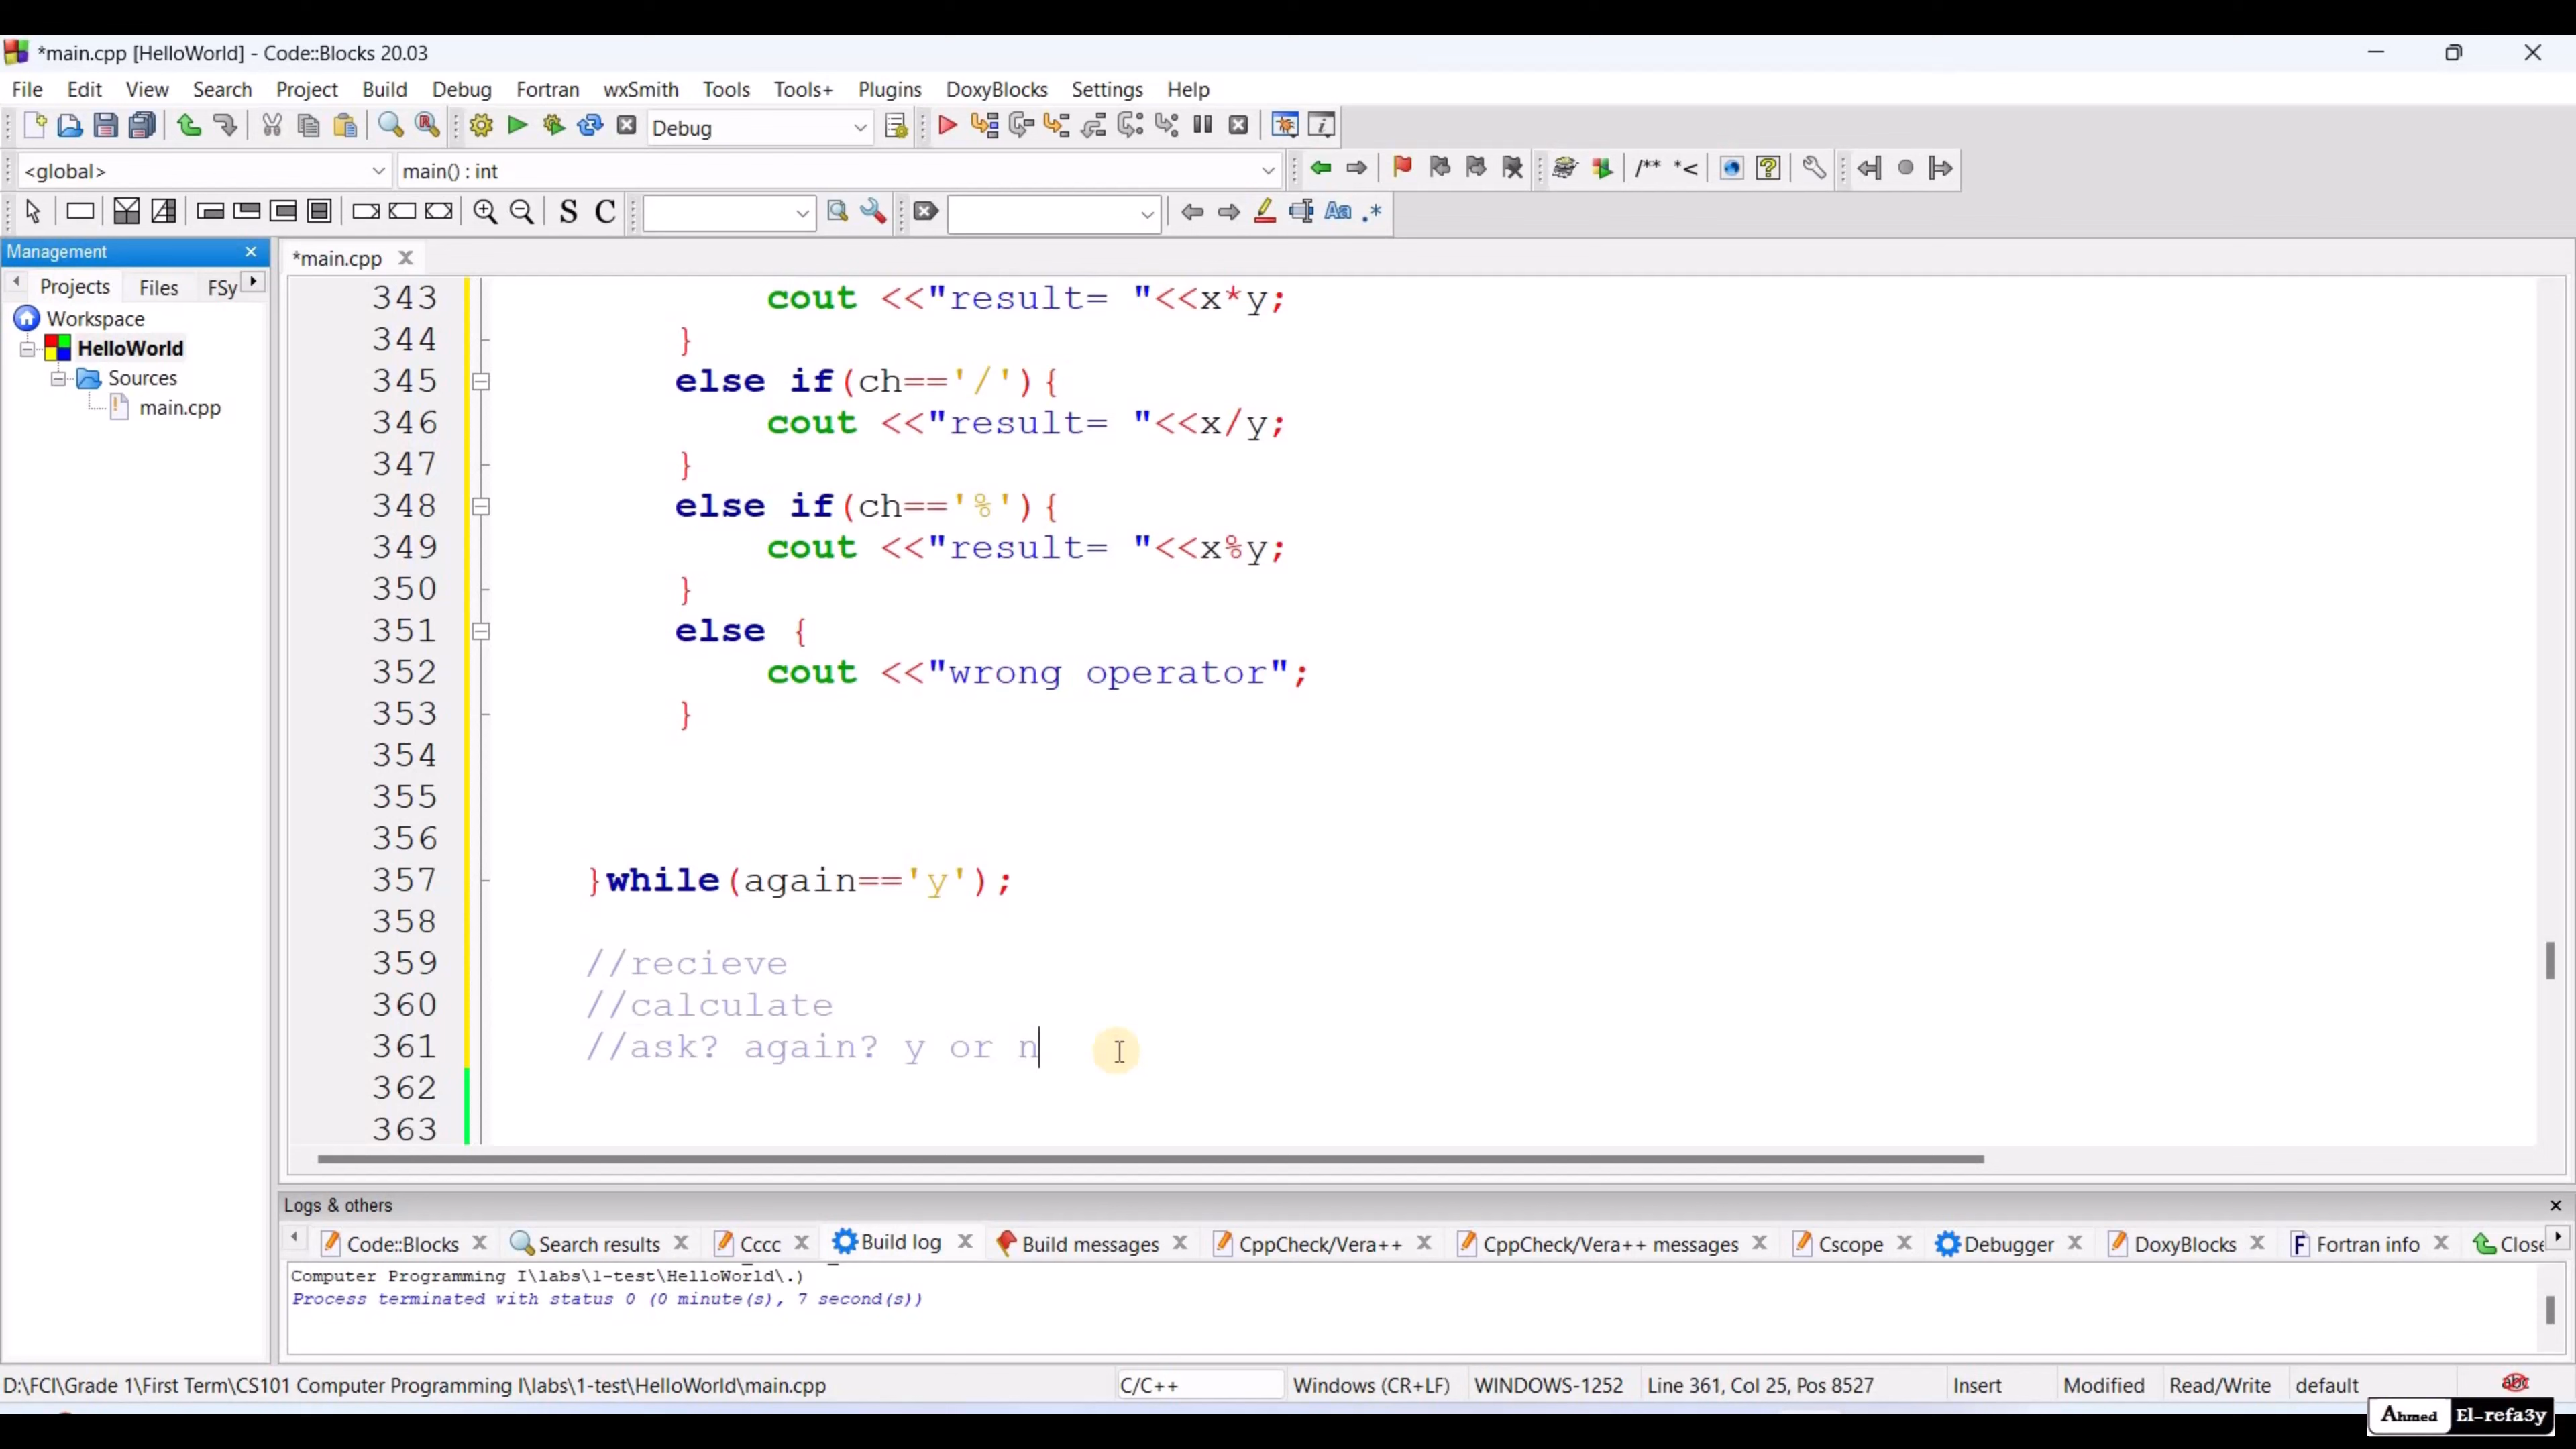 *main.cpp [HelloWorld] - Code::Blocks 20.03
File Edit View Search Project Build Debug Fortran wxSmith Tools Tools+ Plugins DoxyBlocks Settings Help
Debug
<global> main() : int /** *<
S C Aa .*
Management
Projects Files FSy
Workspace
HelloWorld
Sources
main.cpp
*main.cpp
343 cout <<"result= "<<x*y;
344 }
345 else if(ch=='/'){
346 cout <<"result= "<<x/y;
347 }
348 else if(ch=='%'){
349 cout <<"result= "<<x%y;
350 }
351 else {
352 cout <<"wrong operator";
353 }
354
355
356
357 }while(again=='y');
358
359 //recieve
360 //calculate
361 //ask? again? y or n
362
363
Logs & others
Code::Blocks Search results Cccc Build log Build messages CppCheck/Vera++ CppCheck/Vera++ messages Cscope Debugger DoxyBlocks Fortran info Close
Computer Programming I\labs\1-test\HelloWorld\.)
Process terminated with status 0 (0 minute(s), 7 second(s))
D:\FCI\Grade 1\First Term\CS101 Computer Programming I\labs\1-test\HelloWorld\main.cpp C/C++ Windows (CR+LF) WINDOWS-1252 Line 361, Col 25, Pos 8527 Insert Modified Read/Write default abc
Ahmed El-refa3y